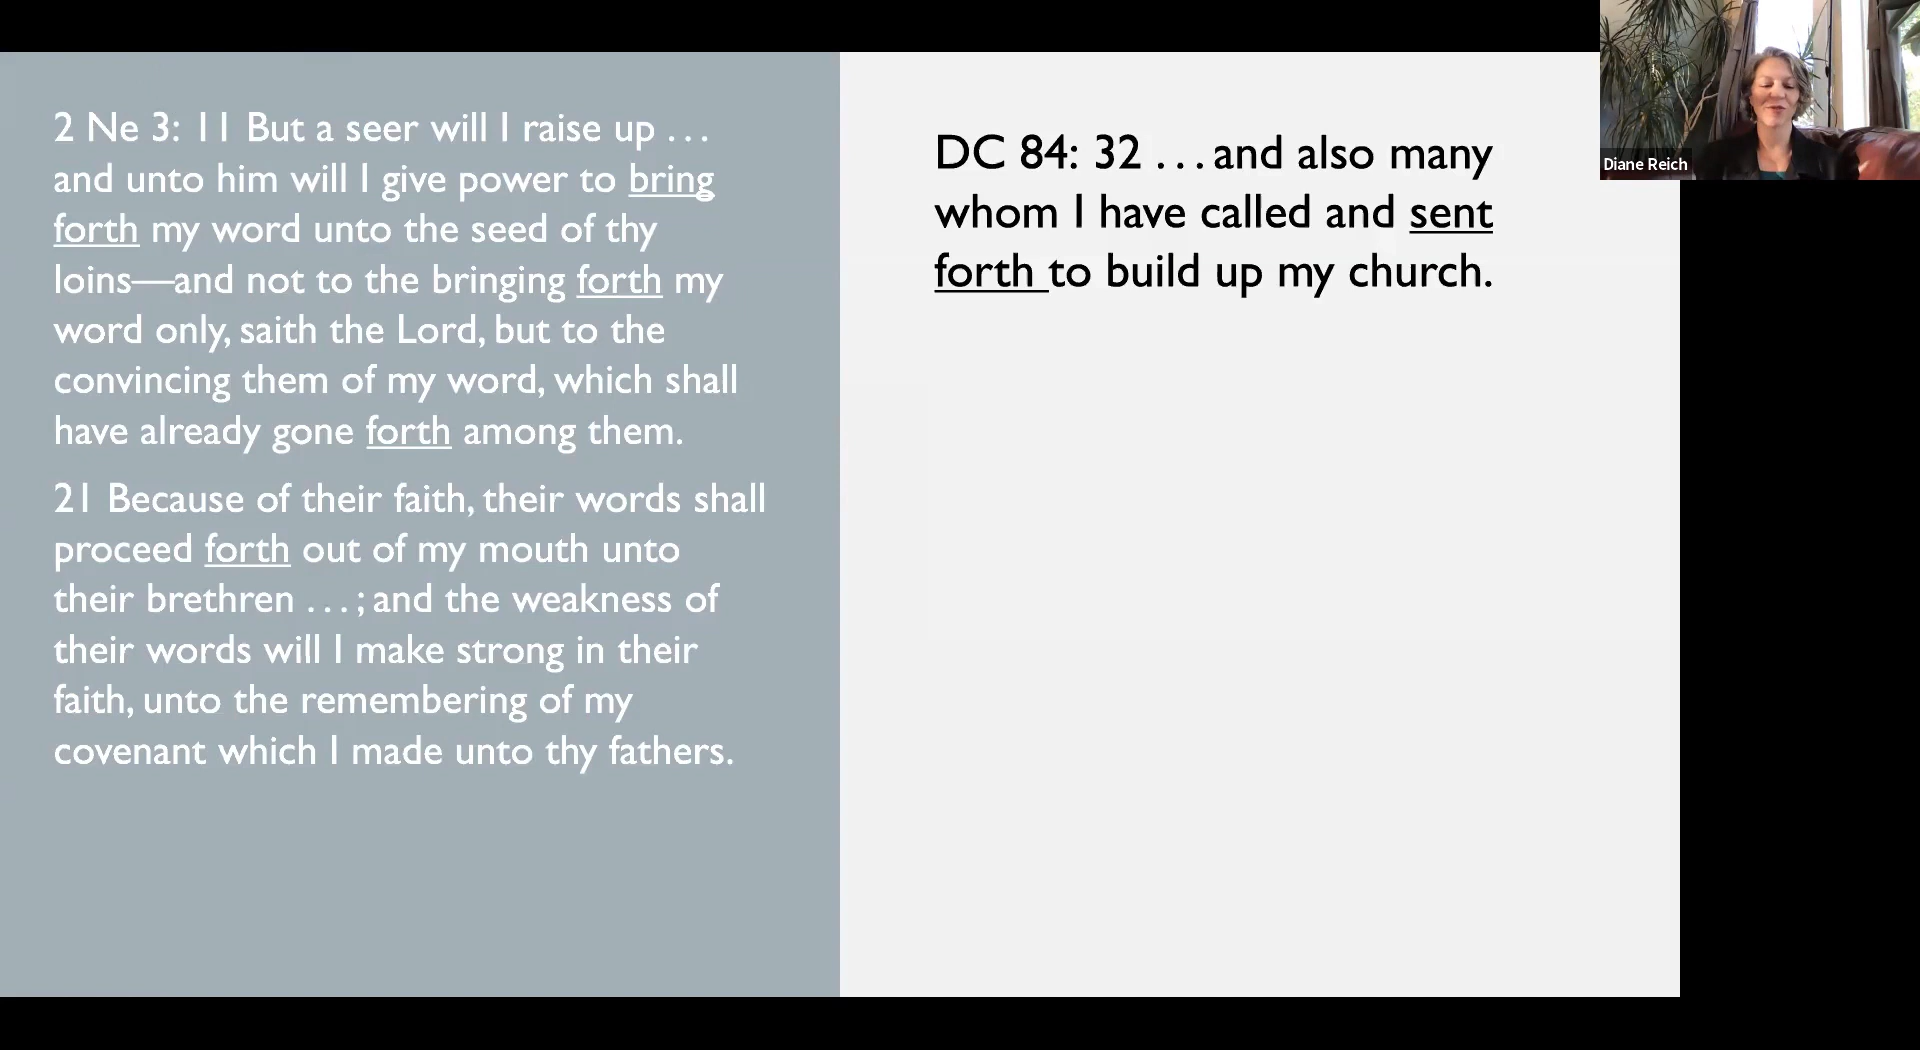 2 Ne 3: 11 But a seer will I raise up . . .
and unto him will I give power to bring
forth my word unto the seed of thy
loins—and not to the bringing forth my
word only, saith the Lord, but to the
convincing them of my word, which shall
have already gone forth among them.
21 Because of their faith, their words shall
proceed forth out of my mouth unto
their brethren . . . ; and the weakness of
their words will I make strong in their
faith, unto the remembering of my
covenant which I made unto thy fathers.
DC 84: 32 . . . and also many
whom I have called and sent
forth to build up my church.
Diane Reich